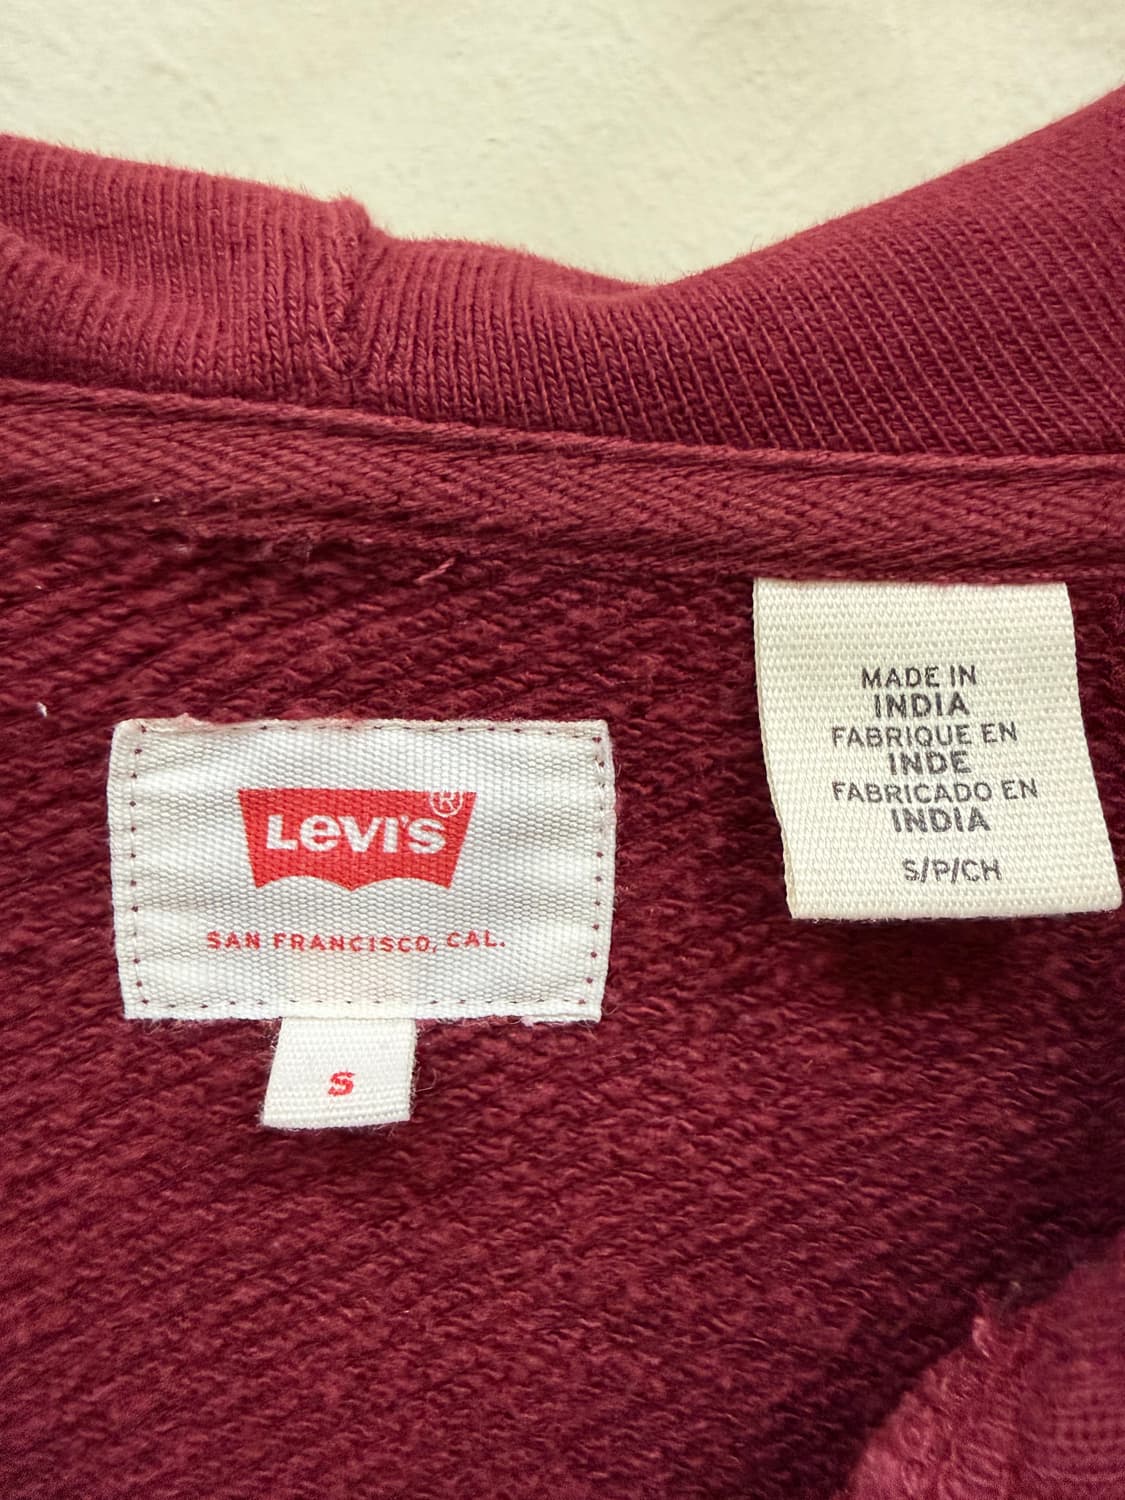 LEVI'S®
SAN FRANCISCO, CAL.
S
MADE IN
INDIA
FABRIQUE EN
INDE
FABRICADO EN
INDIA
S/P/CH